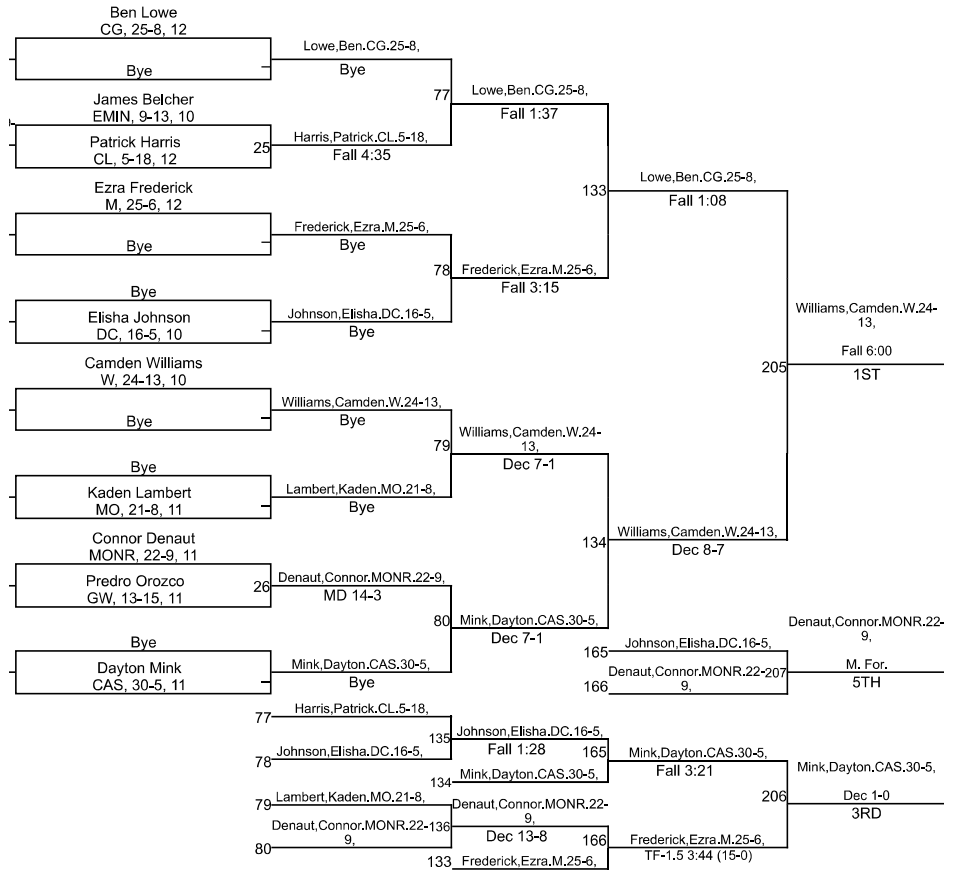 Ben Lowe
CG, 25-8, 12
Bye
James Belcher
EMIN, 9-13, 10
Patrick Harris
CL, 5-18, 12
25
Ezra Frederick
M, 25-6, 12
Bye
Bye
Elisha Johnson
DC, 16-5, 10
Camden Williams
W, 24-13, 10
Bye
Bye
Kaden Lambert
MO, 21-8, 11
Connor Denaut
MONR, 22-9, 11
Predro Orozco
GW, 13-15, 11
26
Bye
Dayton Mink
CAS, 30-5, 11
Lowe,Ben.CG.25-8,
Bye
77
Harris,Patrick.CL.5-18,
Fall 4:35
Frederick,Ezra.M.25-6,
Bye
78
Johnson,Elisha.DC.16-5,
Bye
Williams,Camden.W.24-13,
Bye
79
Lambert,Kaden.MO.21-8,
Bye
Denaut,Connor.MONR.22-9,
MD 14-3
80
Mink,Dayton.CAS.30-5,
Bye
Lowe,Ben.CG.25-8,
Fall 1:37
133
Frederick,Ezra.M.25-6,
Fall 3:15
Williams,Camden.W.24-
13,
Dec 7-1
134
Mink,Dayton.CAS.30-5,
Dec 7-1
Lowe,Ben.CG.25-8,
Fall 1:08
205
Williams,Camden.W.24-13,
Dec 8-7
Williams,Camden.W.24-
13,
Fall 6:00
1ST
165
Johnson,Elisha.DC.16-5,
166
Denaut,Connor.MONR.22-
9,
207
Denaut,Connor.MONR.22-
9,
M. For.
5TH
77
Harris,Patrick.CL.5-18,
135
78
Johnson,Elisha.DC.16-5,
Johnson,Elisha.DC.16-5,
Fall 1:28
165
134
Mink,Dayton.CAS.30-5,
79
Lambert,Kaden.MO.21-8,
136
80
Denaut,Connor.MONR.22-
9,
Denaut,Connor.MONR.22-
9,
Dec 13-8
166
133
Frederick,Ezra.M.25-6,
Mink,Dayton.CAS.30-5,
Fall 3:21
206
Frederick,Ezra.M.25-6,
TF-1.5 3:44 (15-0)
Mink,Dayton.CAS.30-5,
Dec 1-0
3RD